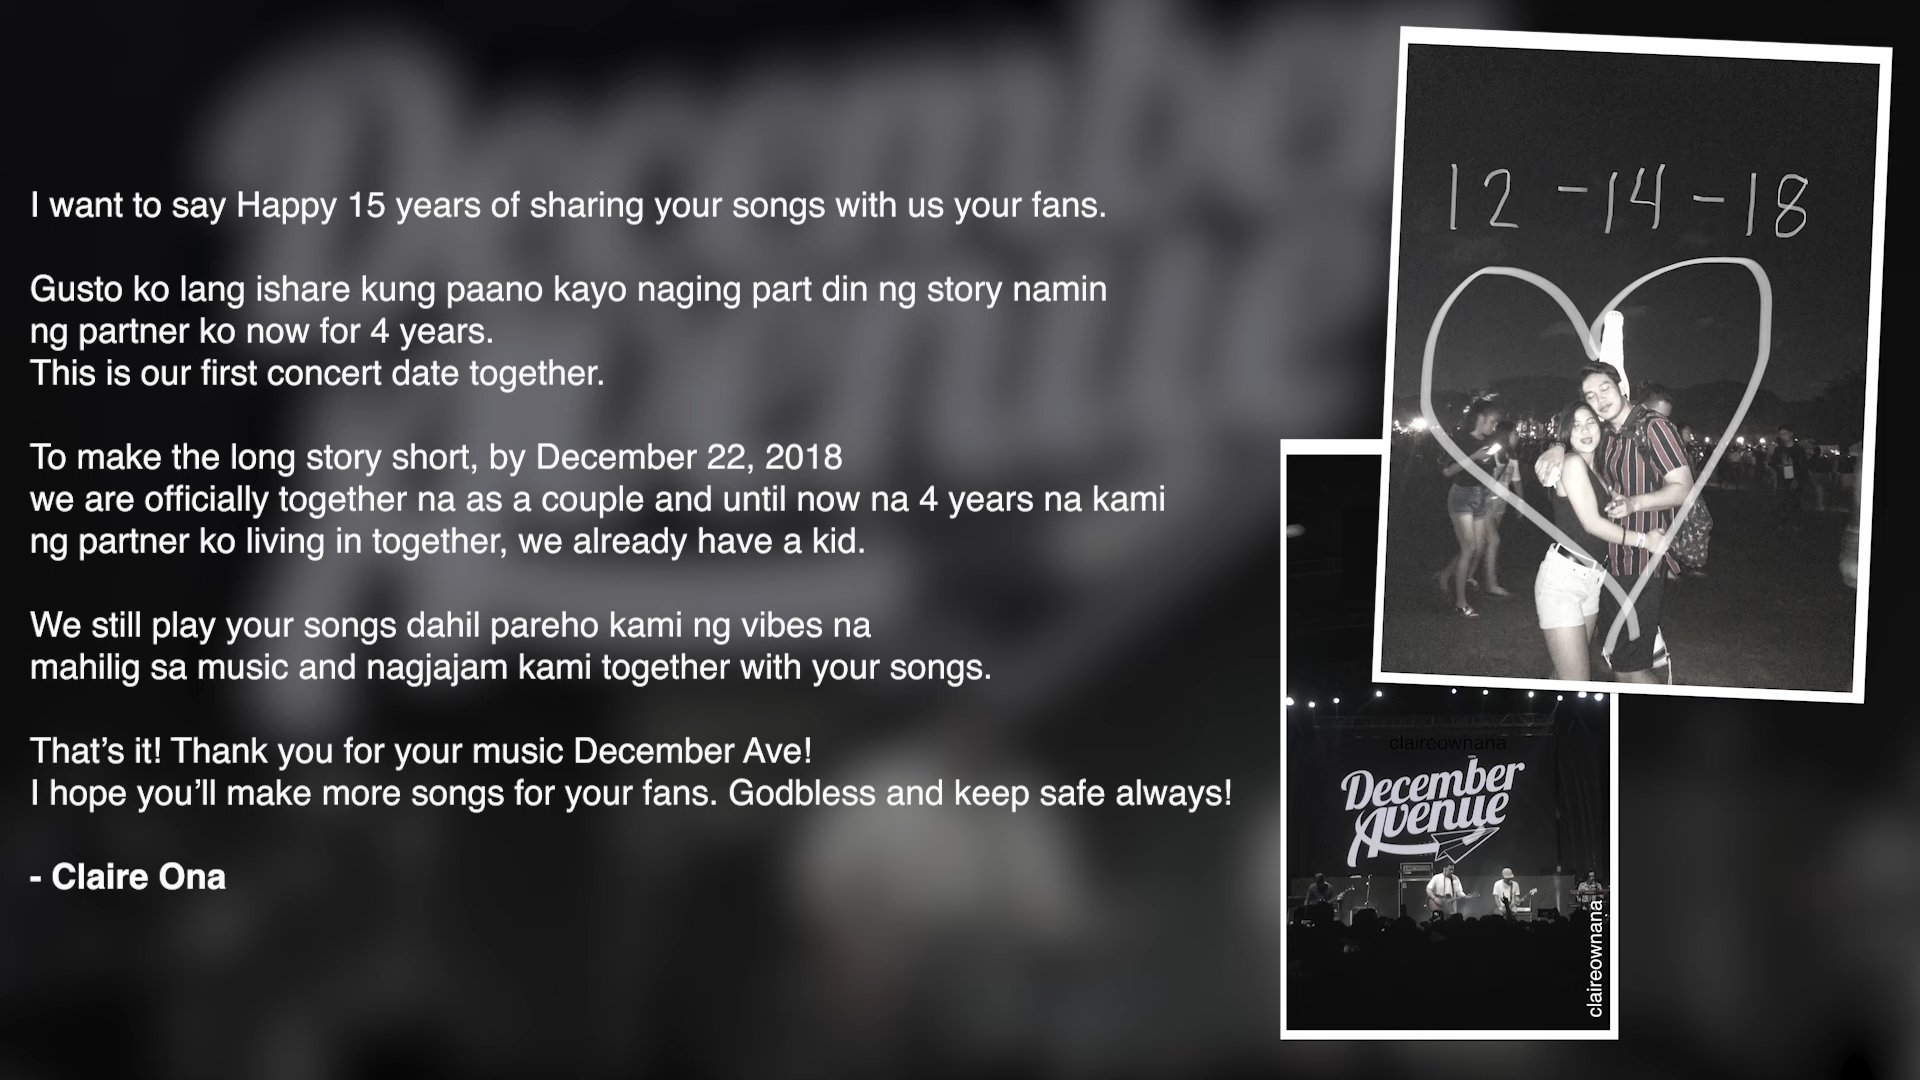 I want to say Happy 15 years of sharing your songs with us your fans.
Gusto ko lang ishare kung paano kayo naging part din ng story namin
ng partner ko now for 4 years.
This is our first concert date together.
To make the long story short, by December 22, 2018
we are officially together na as a couple and until now na 4 years na kami
ng partner ko living in together, we already have a kid.
We still play your songs dahil pareho kami ng vibes na
mahilig sa music and nagjajam kami together with your songs.
That’s it! Thank you for your music December Ave!
I hope you’ll make more songs for your fans. Godbless and keep safe always!
- Claire Ona
12-14-18
claireownana
December
Avenue
claireownana
December
Avenue